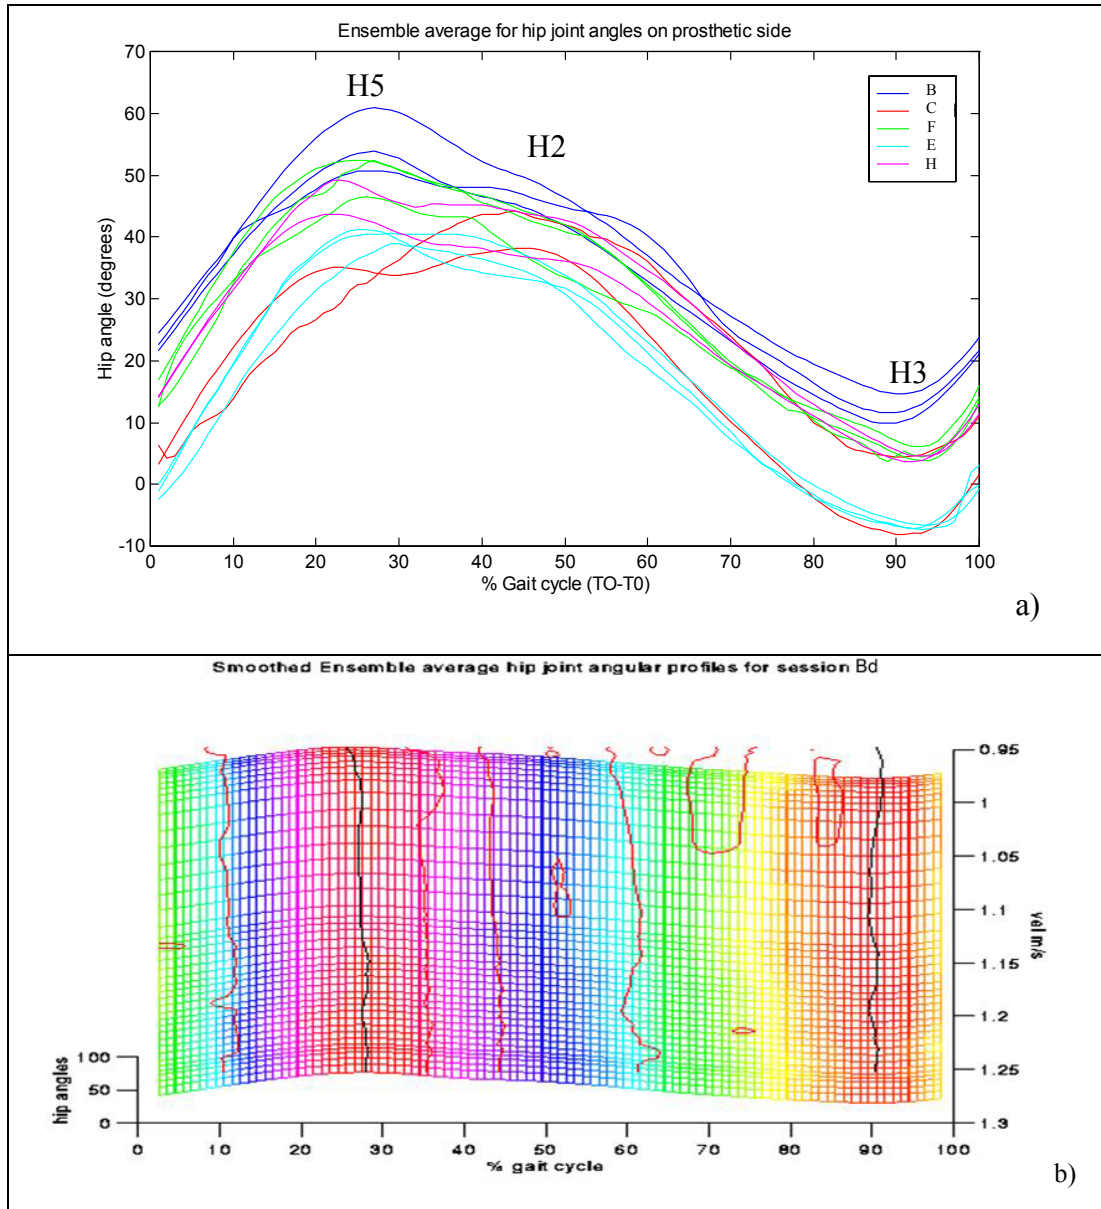 Ensemble average for hip joint angles on prosthetic side
70
60
50
40
30
20
10
0
-10
Hip angle (degrees)
H5
H2
H3
B
C
F
E
H
0 10 20 30 40 50 60 70 80 90 100
% Gait cycle (TO-T0)
a)
Smoothed Ensemble average hip joint angular profiles for session Bd
0.95
1
1.05
1.1
1.15
1.2
1.25
1.3
vel m/s
100
50
0
hip angles
0 10 20 30 40 50 60 70 80 90 100
% gait cycle
b)